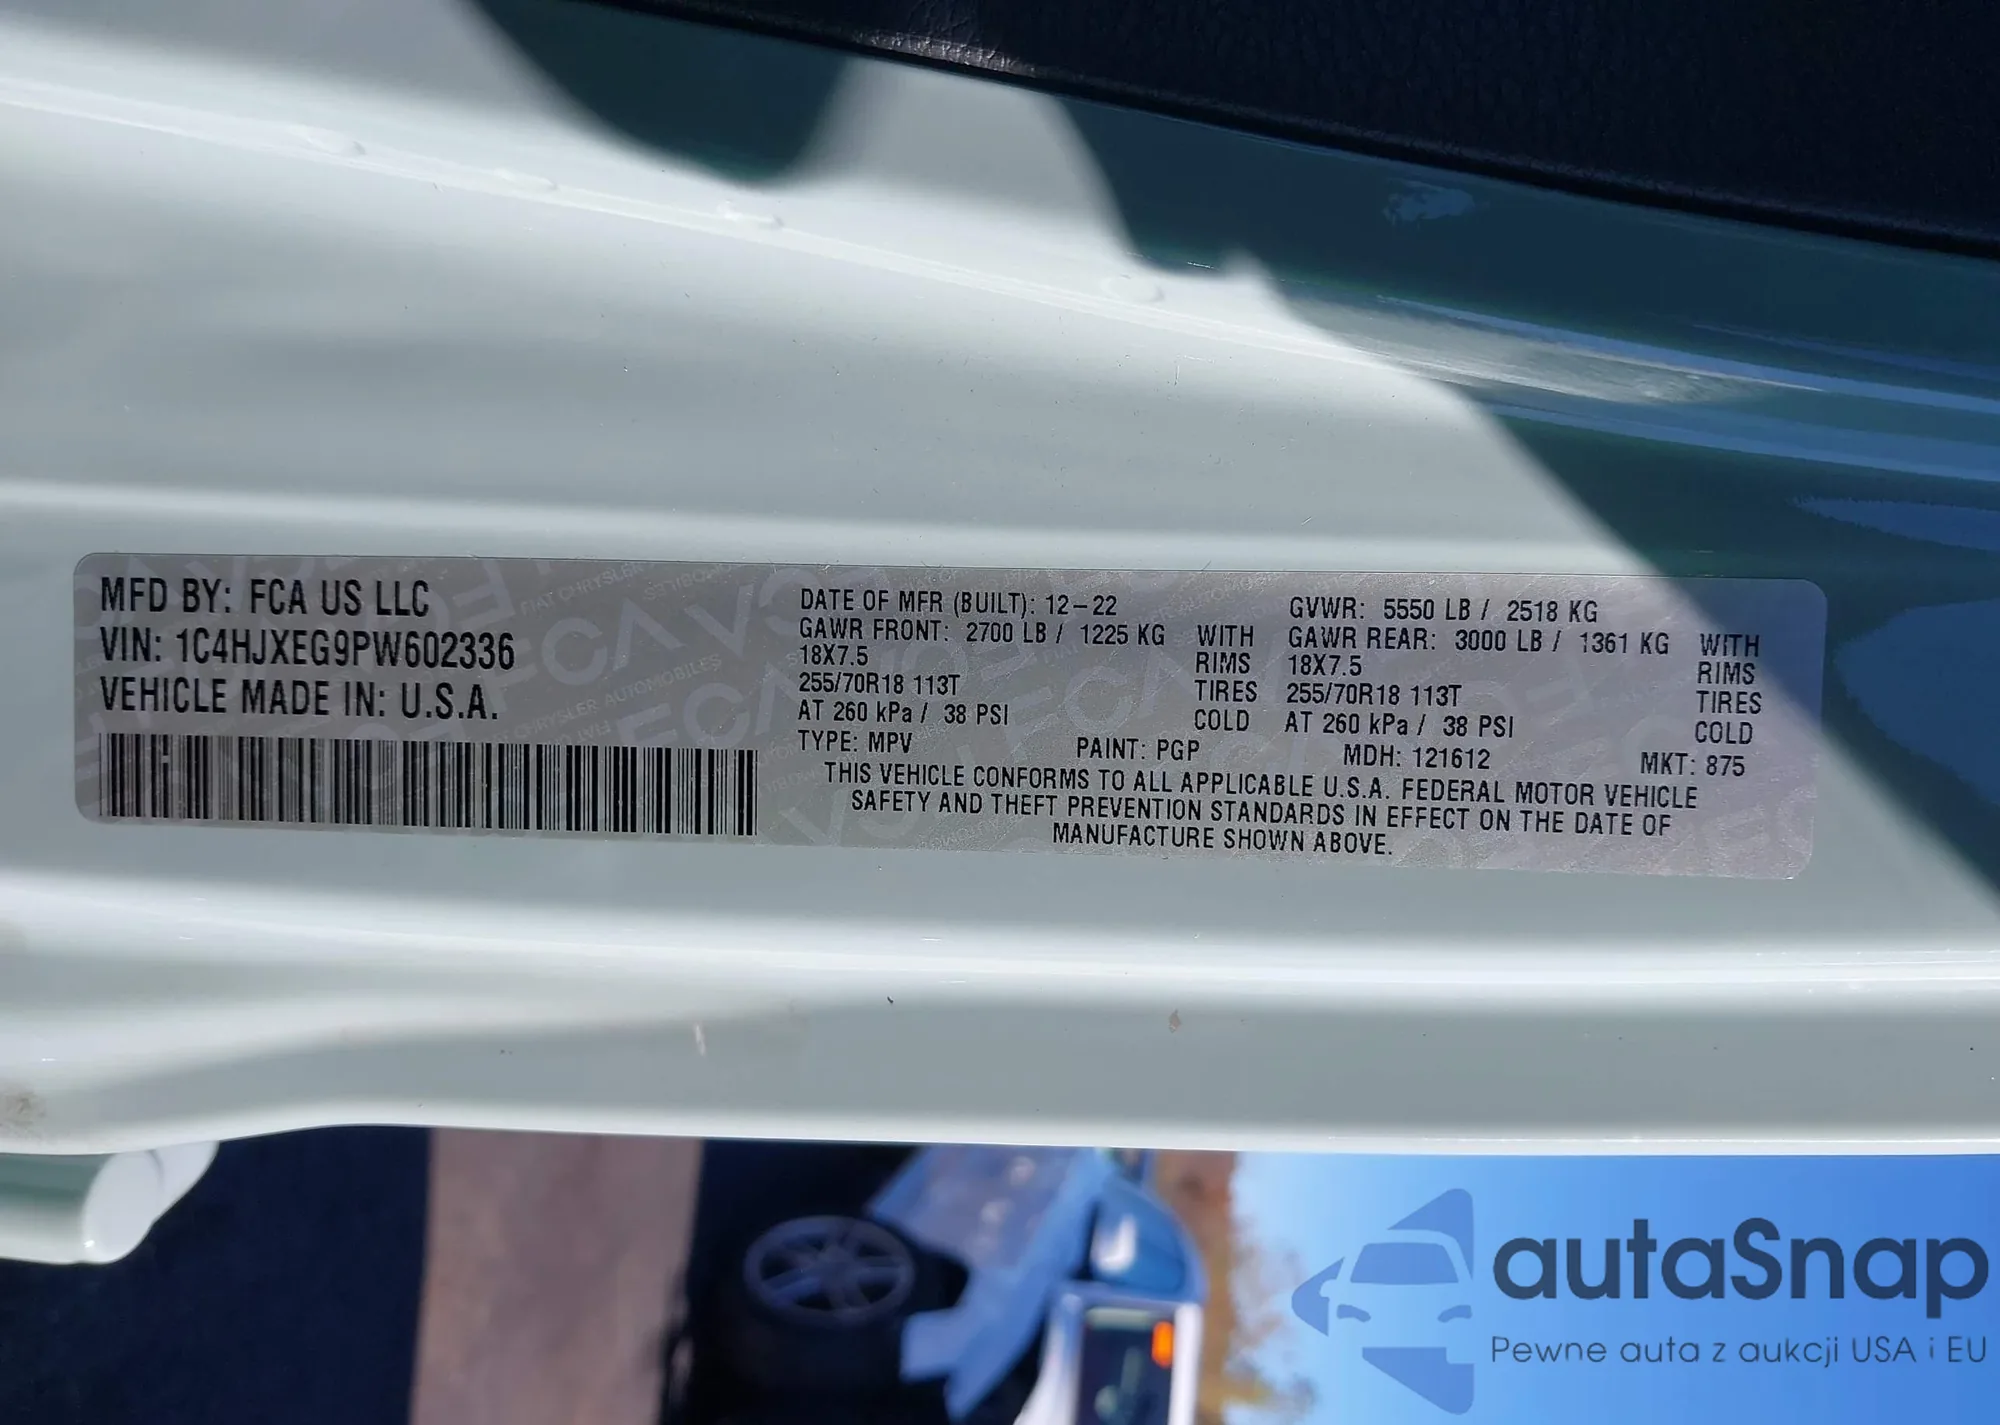 MFD BY: FCA US LLC
VIN: 1C4HJXEG9PW602336
VEHICLE MADE IN: U.S.A.
DATE OF MFR (BUILT): 12-22 GVWR: 5550 LB / 2518 KG
GAWR FRONT: 2700 LB / 1225 KG WITH GAWR REAR: 3000 LB / 1361 KG WITH
18X7.5 RIMS 18X7.5 RIMS
255/70R18 113T TIRES 255/70R18 113T TIRES
AT 260 kPa / 38 PSI COLD AT 260 kPa / 38 PSI COLD
TYPE: MPV PAINT: PGP MDH: 121612 MKT: 875
THIS VEHICLE CONFORMS TO ALL APPLICABLE U.S.A. FEDERAL MOTOR VEHICLE
SAFETY AND THEFT PREVENTION STANDARDS IN EFFECT ON THE DATE OF
MANUFACTURE SHOWN ABOVE.
autaSnap
Pewne auta z aukcji USA i EU